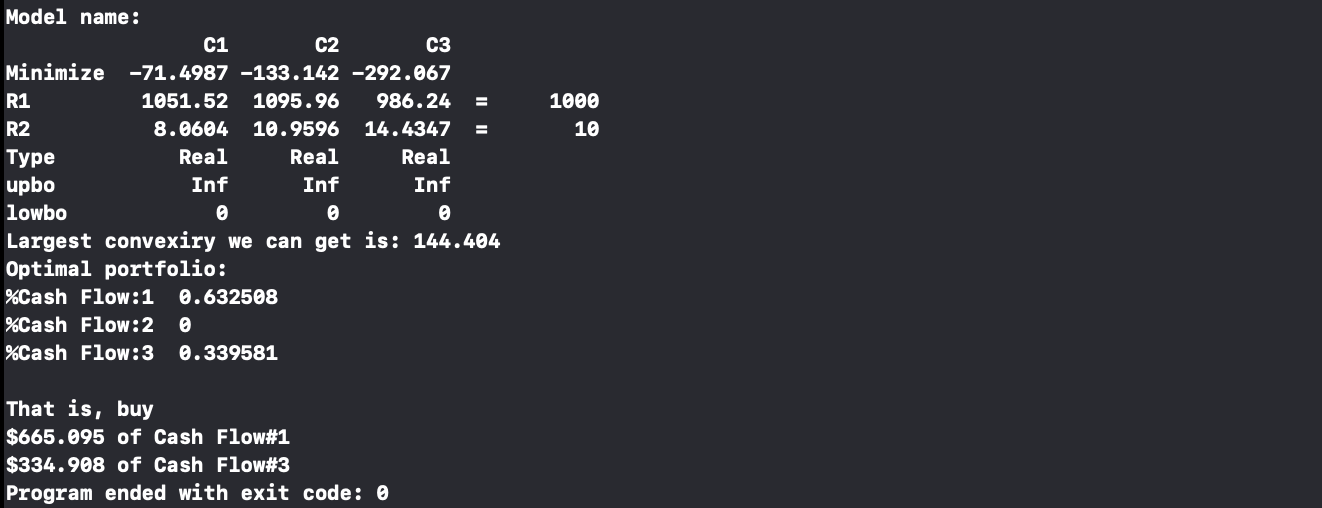 Model name:
C1 C2 C3
Minimize -71.4987 -133.142 -292.067
R1 1051.52 1095.96 986.24 = 1000
R2 8.0604 10.9596 14.4347 = 10
Type Real Real Real
upbo Inf Inf Inf
lowbo 0 0 0
Largest convexiry we can get is: 144.404
Optimal portfolio:
%Cash Flow:1 0.632508
%Cash Flow:2 0
%Cash Flow:3 0.339581
That is, buy
$665.095 of Cash Flow#1
$334.908 of Cash Flow#3
Program ended with exit code: 0